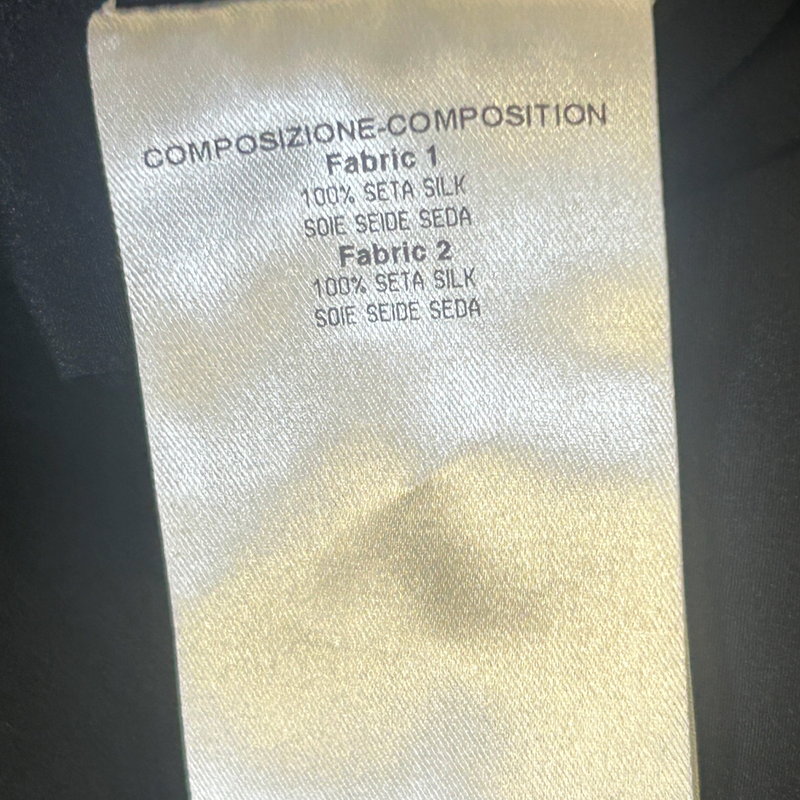 COMPOSIZIONE-COMPOSITION
Fabric 1
100% SETA SILK
SOIE SEIDE SEDA
Fabric 2
100% SETA SILK
SOIE SEIDE SEDA